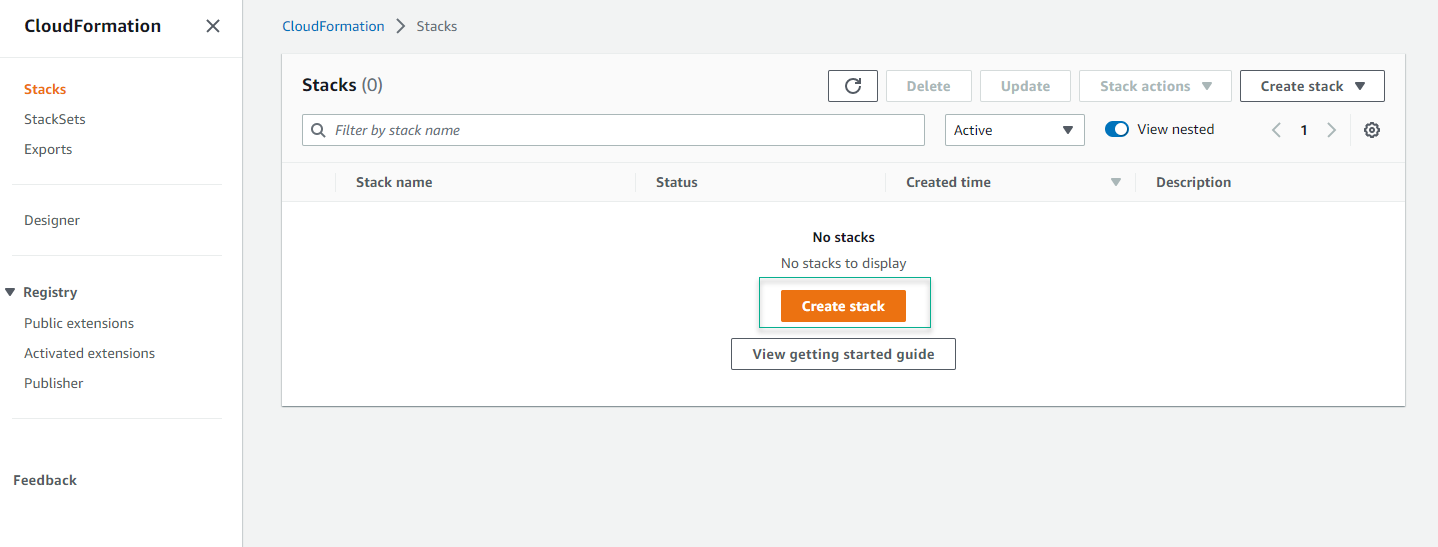 CloudFormation
Stacks
StackSets
Exports
Designer
Registry
Public extensions
Activated extensions
Publisher
Feedback
CloudFormation Stacks
Stacks (0) Delete Update Stack actions Create stack
Filter by stack name Active View nested 1
Stack name Status Created time Description
No stacks
No stacks to display
Create stack
View getting started guide